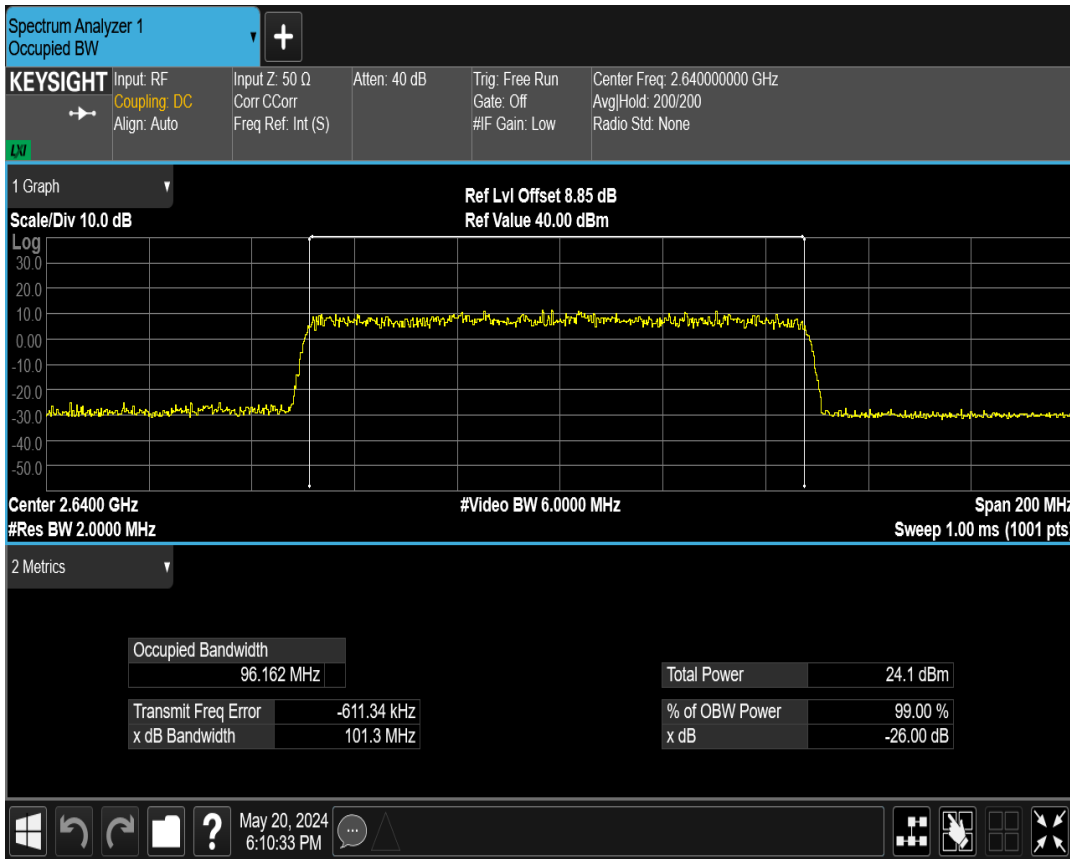 Spectrum Analyzer 1
Occupied BW
+
KEYSIGHT
LXI
Input: RF
Coupling: DC
Align: Auto
Input Z: 50 Ω
Corr CCorr
Freq Ref: Int (S)
Atten: 40 dB
Trig: Free Run
Gate: Off
#IF Gain: Low
Center Freq: 2.640000000 GHz
Avg|Hold: 200/200
Radio Std: None
1 Graph
Scale/Div 10.0 dB
Ref Lvl Offset 8.85 dB
Ref Value 40.00 dBm
Log
30.0
20.0
10.0
0.00
-10.0
-20.0
-30.0
-40.0
-50.0
Center 2.6400 GHz
#Video BW 6.0000 MHz
Span 200 MHz
#Res BW 2.0000 MHz
Sweep 1.00 ms (1001 pts)
2 Metrics
Occupied Bandwidth
96.162 MHz
Total Power 24.1 dBm
Transmit Freq Error -611.34 kHz
% of OBW Power 99.00 %
x dB Bandwidth 101.3 MHz
x dB -26.00 dB
?
May 20, 2024
6:10:33 PM